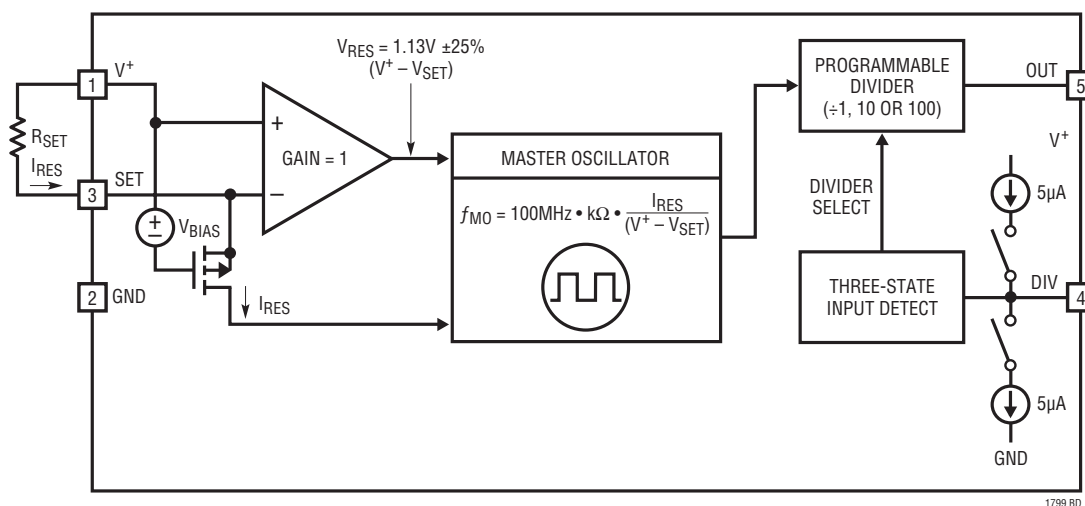 V_RES = 1.13V ±25%
(V⁺ – V_SET)
1
V⁺
R_SET
I_RES
3
SET
+
–
GAIN = 1
+
–
V_BIAS
2
GND
I_RES
MASTER OSCILLATOR
ƒ_MO = 100MHz • kΩ • I_RES / (V⁺ – V_SET)
PROGRAMMABLE
DIVIDER
(÷1, 10 OR 100)
OUT
5
V⁺
5µA
DIVIDER
SELECT
THREE-STATE
INPUT DETECT
DIV
4
5µA
GND
1799 BD